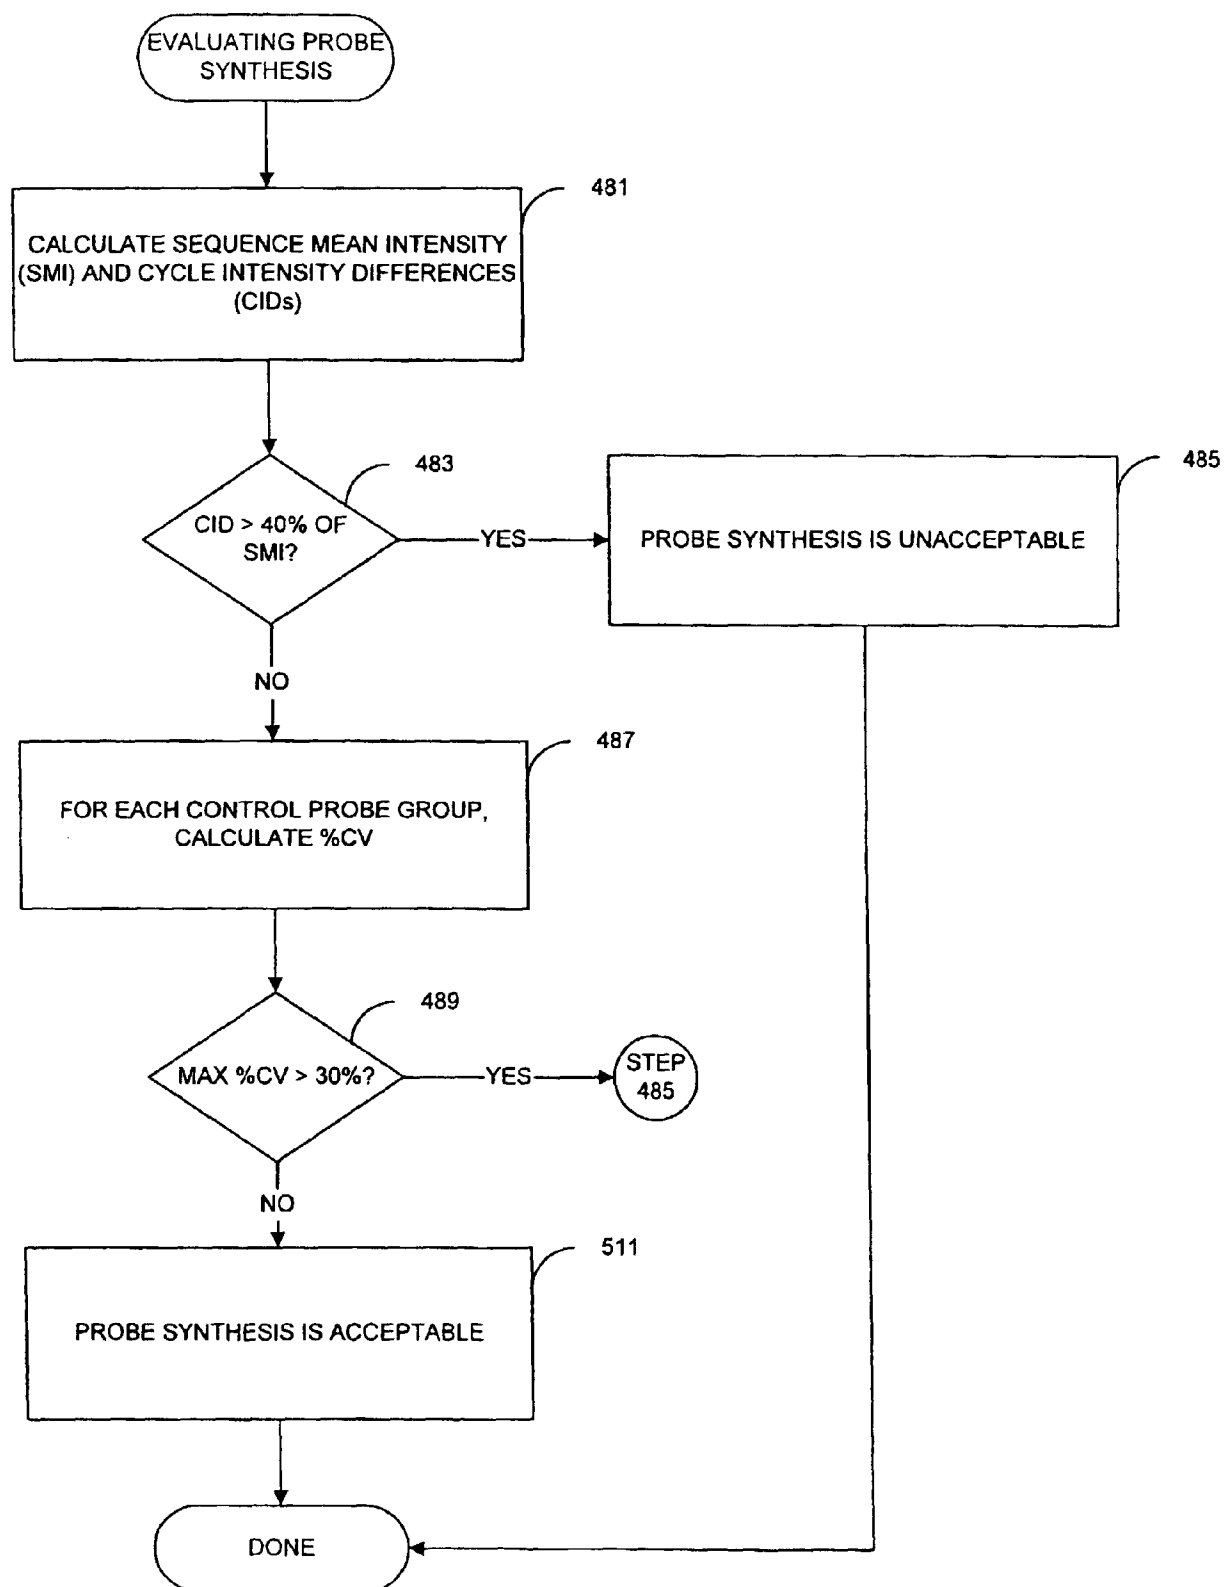 EVALUATING PROBE
SYNTHESIS
481
CALCULATE SEQUENCE MEAN INTENSITY
(SMI) AND CYCLE INTENSITY DIFFERENCES
(CIDs)
483
485
CID > 40% OF
SMI?
YES
PROBE SYNTHESIS IS UNACCEPTABLE
NO
487
FOR EACH CONTROL PROBE GROUP,
CALCULATE %CV
489
MAX %CV > 30%?
YES
STEP
485
NO
511
PROBE SYNTHESIS IS ACCEPTABLE
DONE